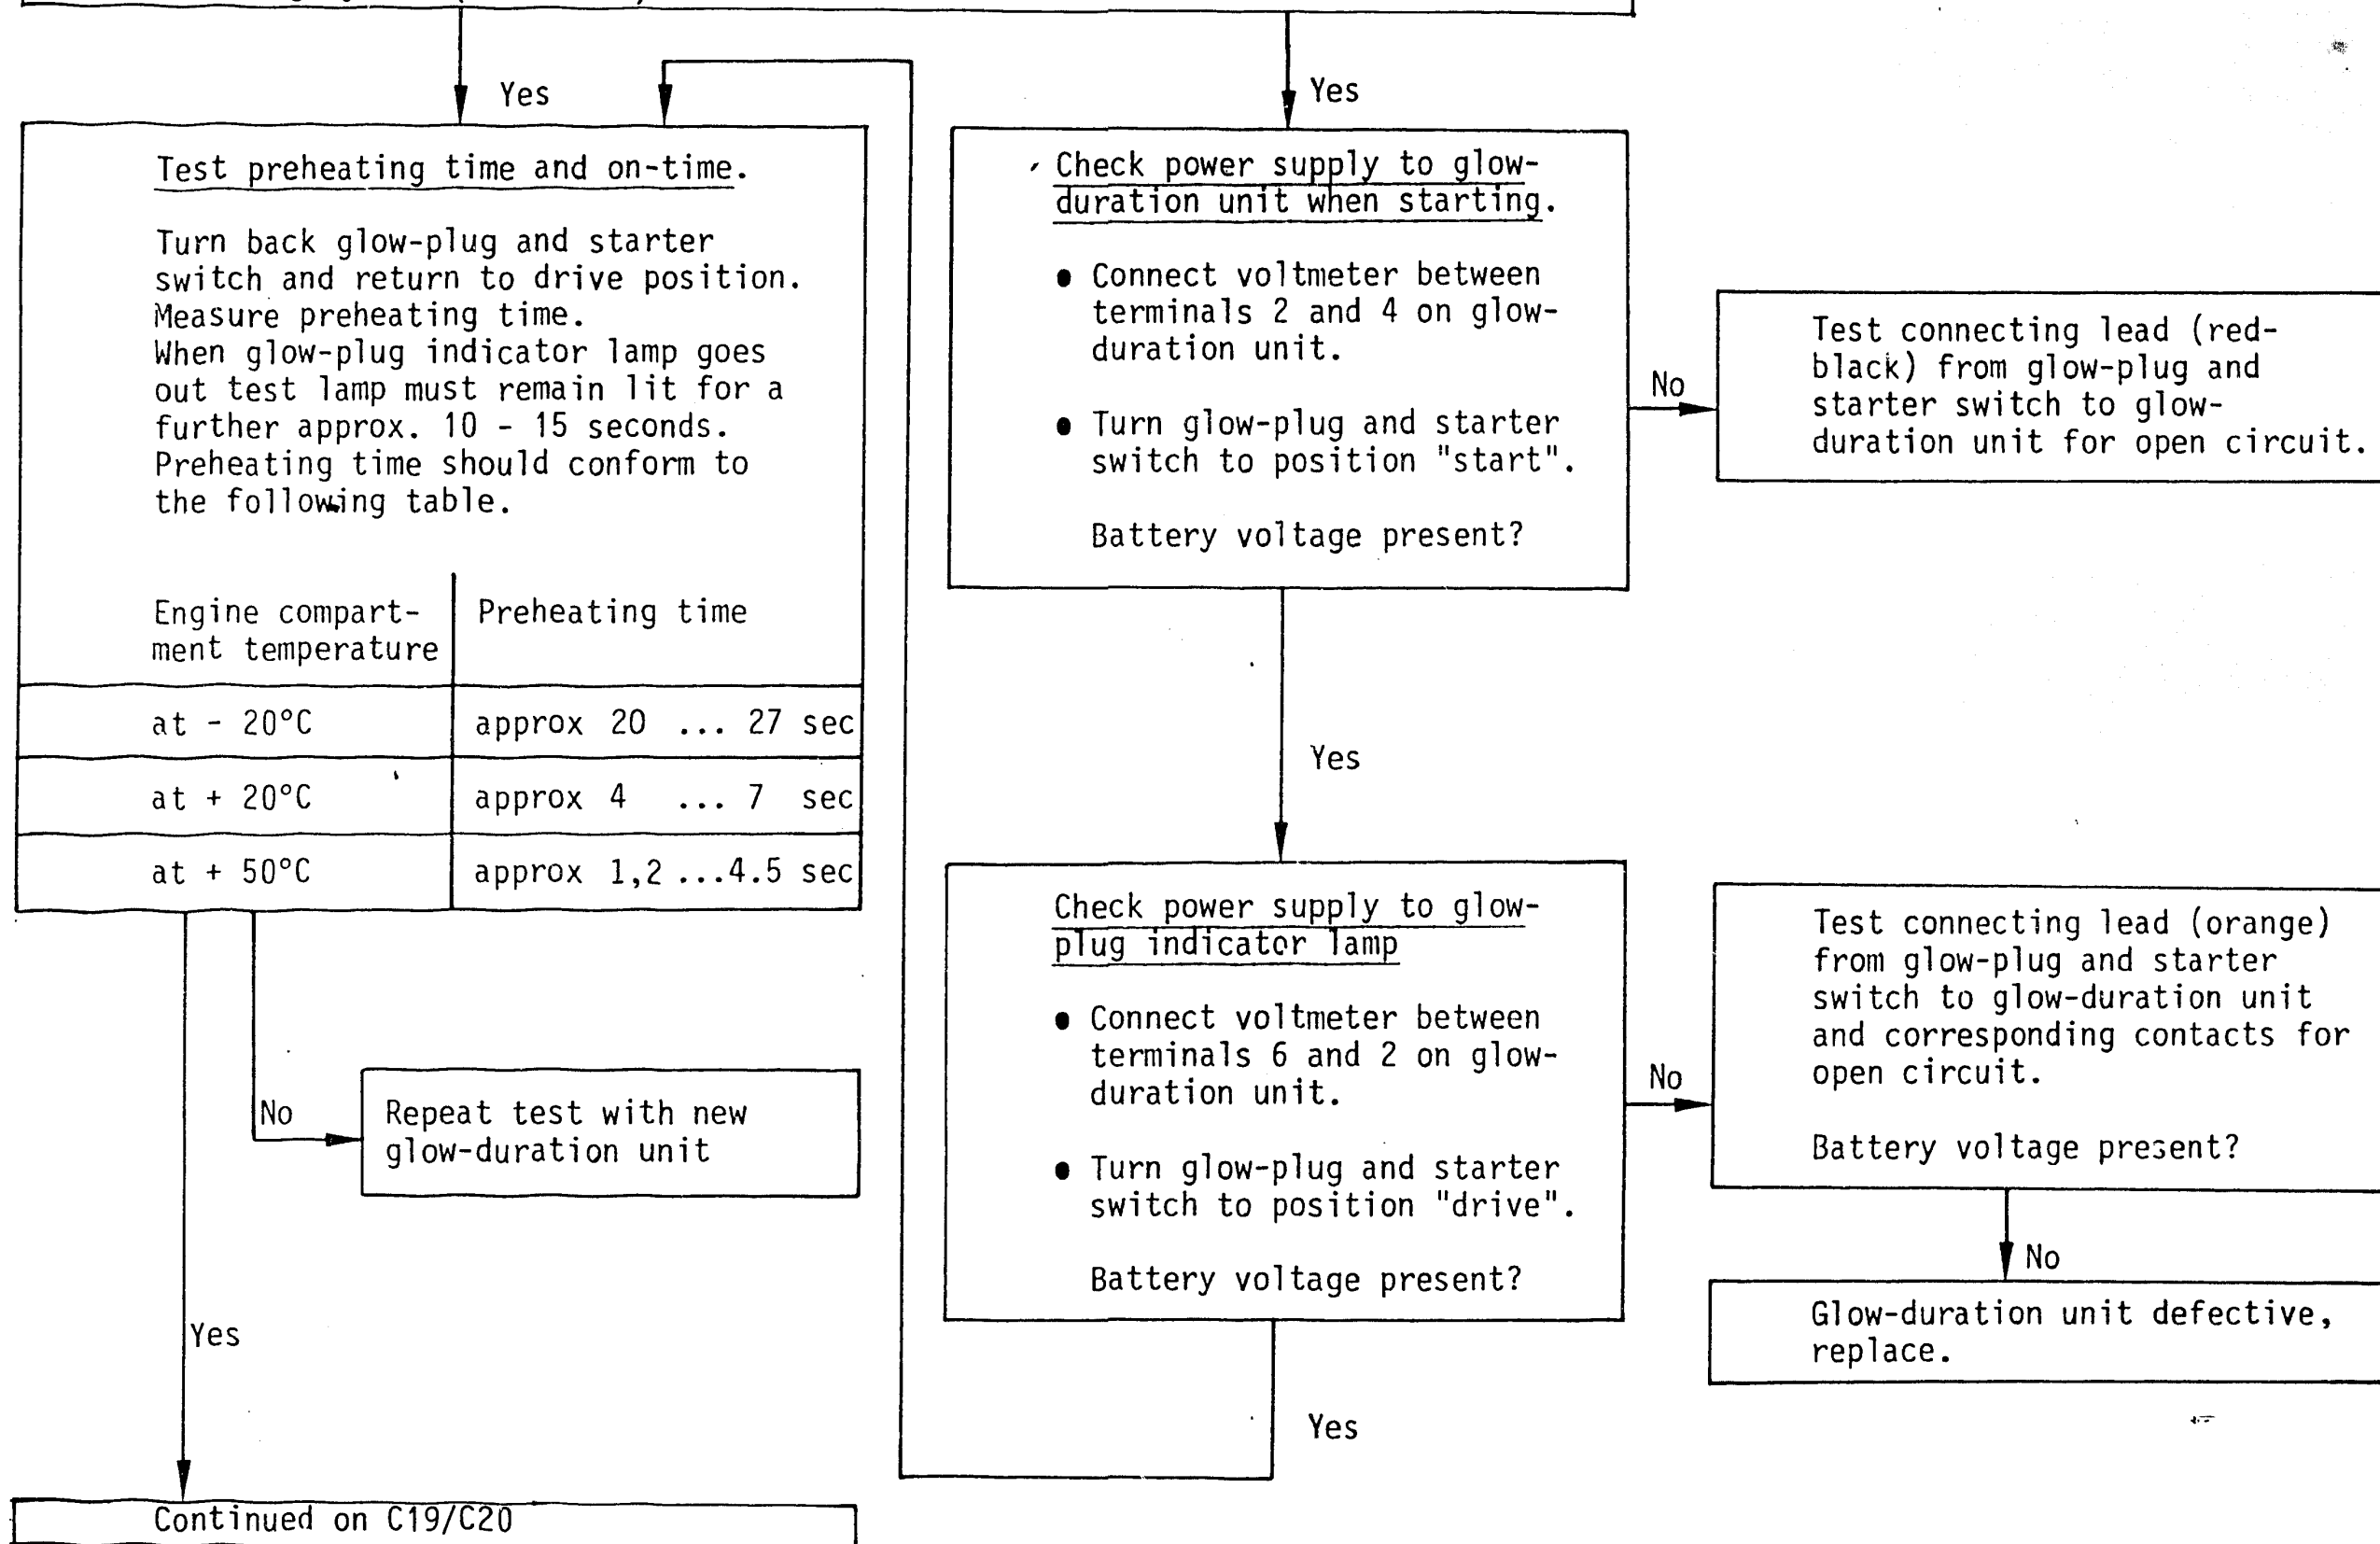 Yes
Test preheating time and on-time.
Turn back glow-plug and starter
switch and return to drive position.
Measure preheating time.
When glow-plug indicator lamp goes
out test lamp must remain lit for a
further approx. 10 - 15 seconds.
Preheating time should conform to
the following table.
Engine compart- Preheating time
ment temperature
at - 20°C approx 20 ... 27 sec
at + 20°C approx 4 ... 7 sec
at + 50°C approx 1,2 ...4.5 sec
No
Repeat test with new
glow-duration unit
Yes
Continued on C19/C20
Yes
Check power supply to glow-
duration unit when starting.
● Connect voltmeter between
terminals 2 and 4 on glow-
duration unit.
● Turn glow-plug and starter
switch to position "start".
Battery voltage present?
No
Test connecting lead (red-
black) from glow-plug and
starter switch to glow-
duration unit for open circuit.
Yes
Check power supply to glow-
plug indicator lamp
● Connect voltmeter between
terminals 6 and 2 on glow-
duration unit.
● Turn glow-plug and starter
switch to position "drive".
Battery voltage present?
No
Test connecting lead (orange)
from glow-plug and starter
switch to glow-duration unit
and corresponding contacts for
open circuit.
Battery voltage present?
No
Glow-duration unit defective,
replace.
Yes